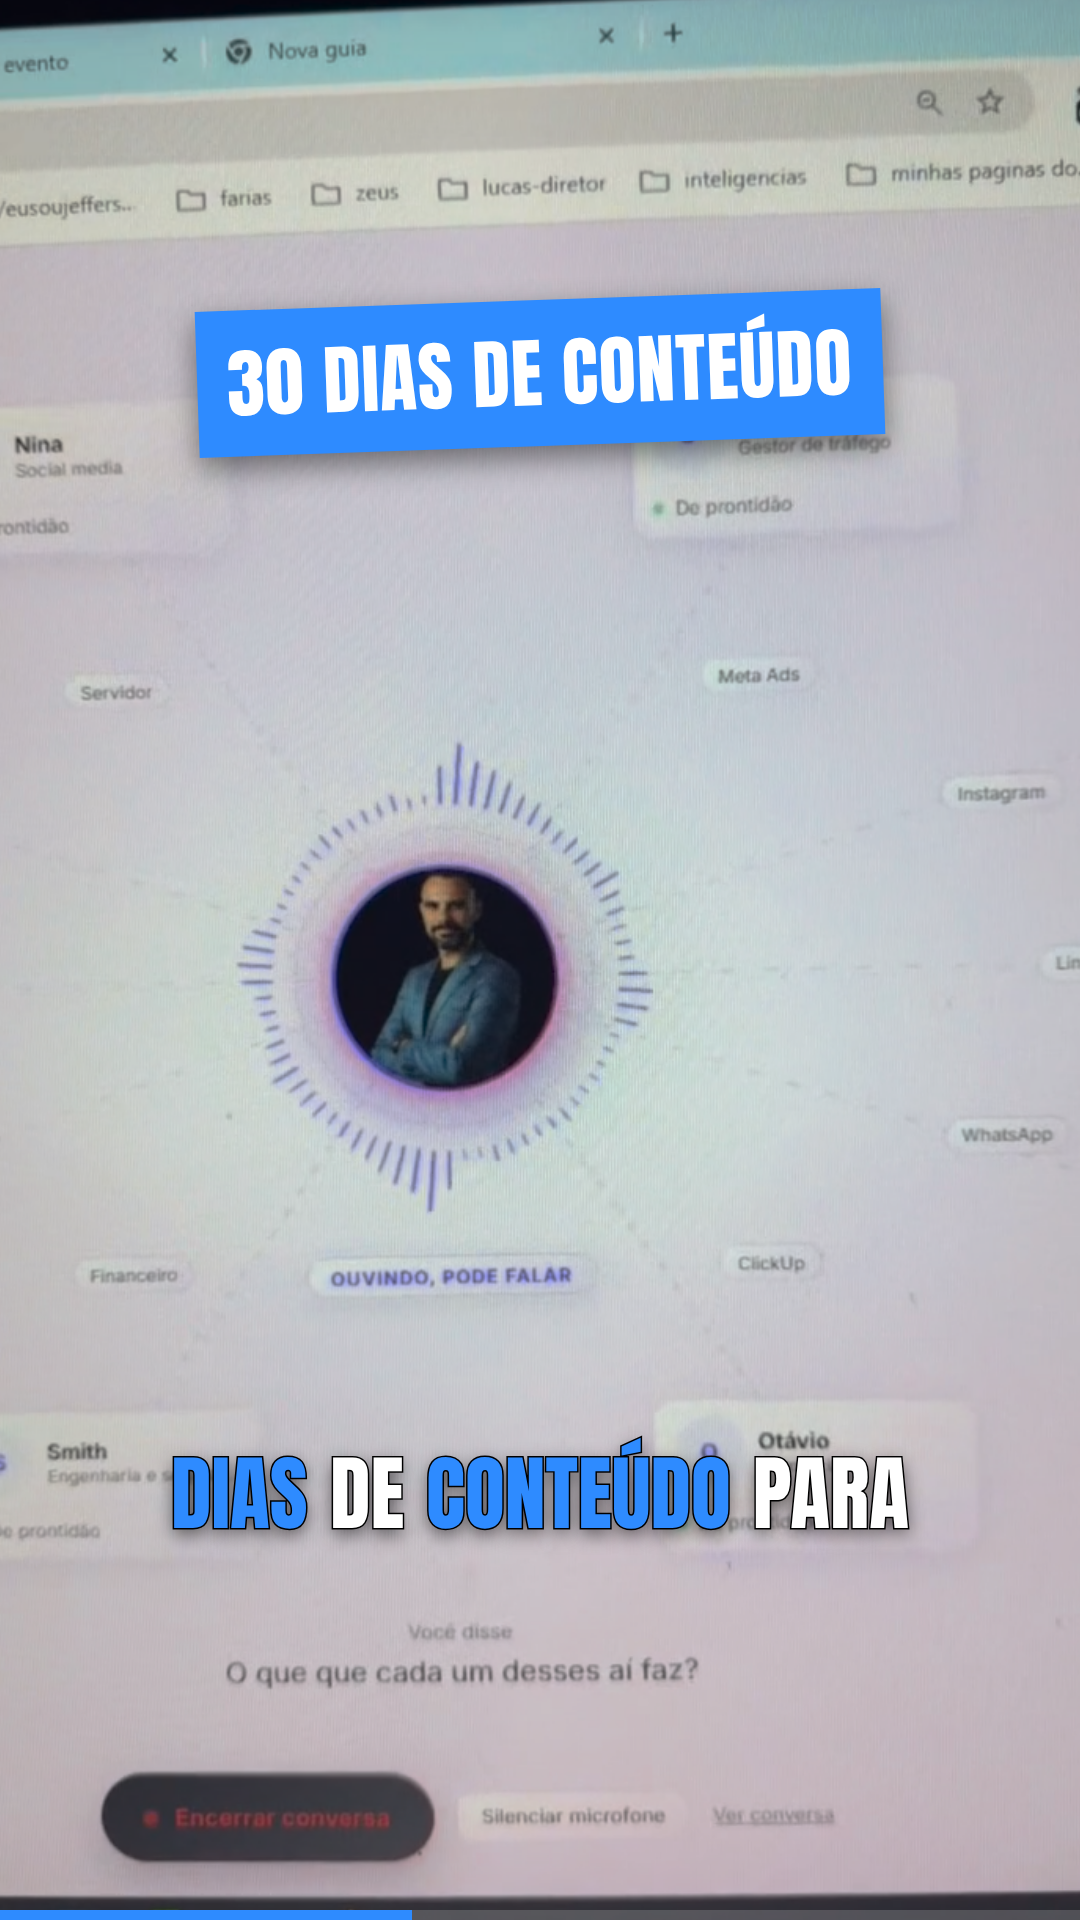 evento
Nova guia
/eusoujeffers...
farias
zeus
lucas-diretor
inteligencias
minhas paginas do.
30 DIAS DE CONTEÚDO
Nina
Social media
rontidão
Gestor de tráfego
De prontidão
Servidor
Meta Ads
Instagram
Lin
WhatsApp
Financeiro
OUVINDO, PODE FALAR
ClickUp
Smith
Engenharia e s
e prontidão
Otávio
DIAS DE CONTEÚDO PARA
Você disse
O que que cada um desses aí faz?
Encerrar conversa
Silenciar microfone
Ver conversa